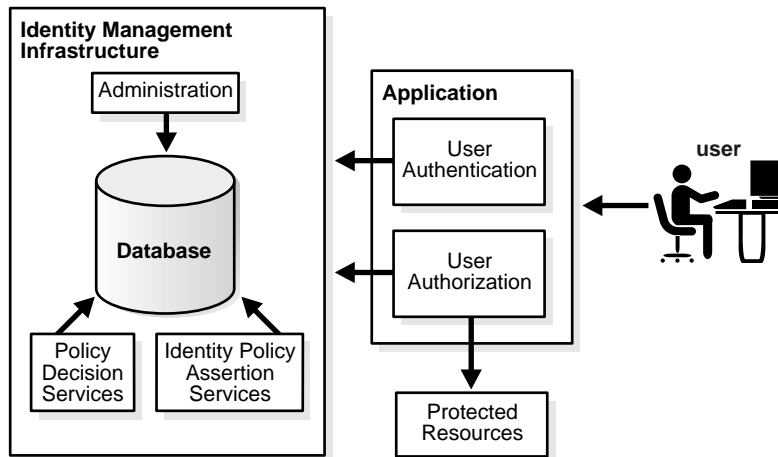 Identity Management
Infrastructure
Administration
Database
Policy
Decision
Services
Identity Policy
Assertion
Services
Application
User
Authentication
User
Authorization
Protected
Resources
user